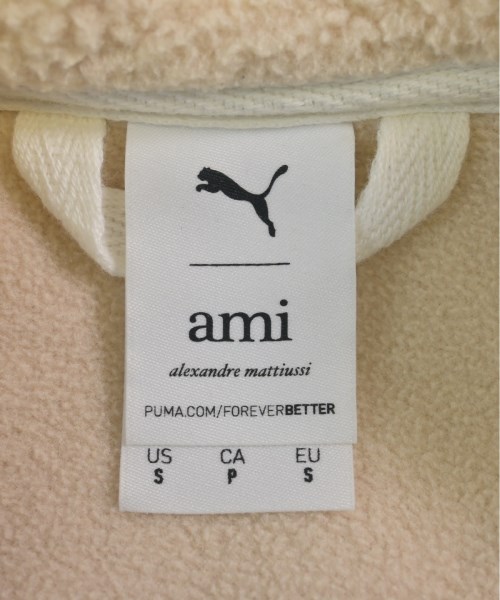 ami
alexandre mattiussi
PUMA.COM/FOREVERBETTER
US CA EU
S P S